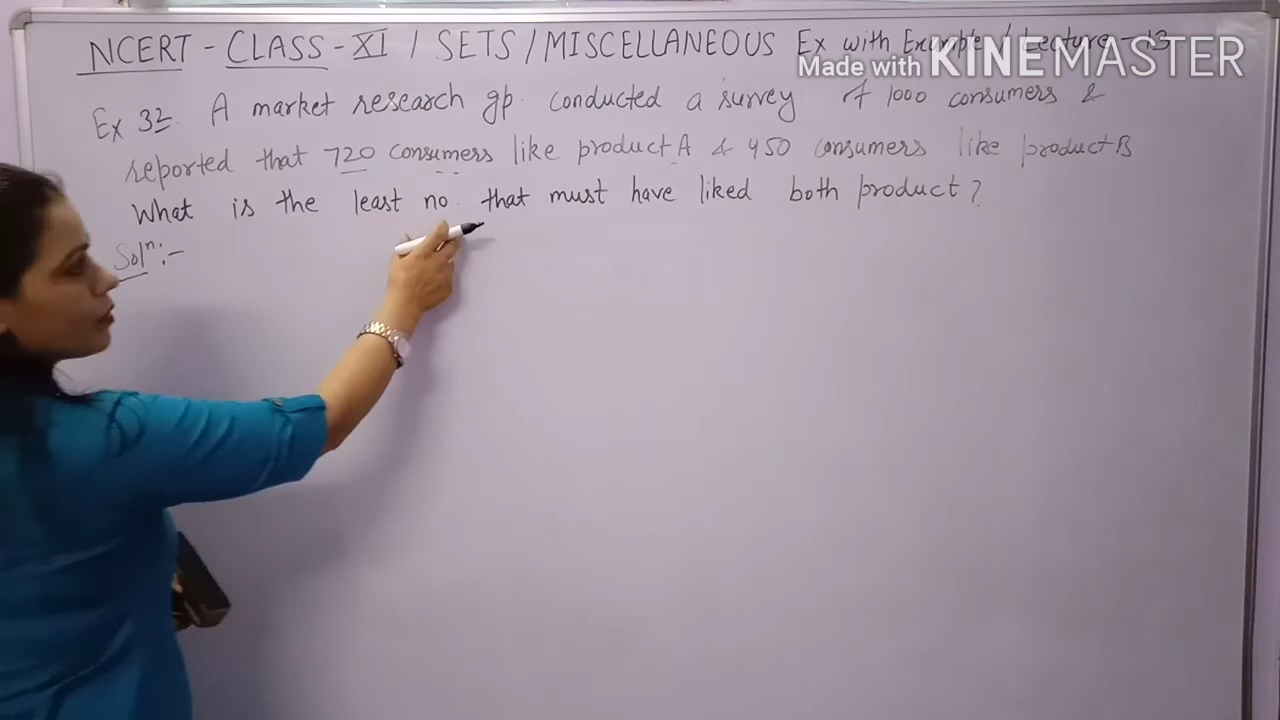 NCERT - CLASS - XI / SETS / MISCELLANEOUS Ex with Example / Lecture - 13
Made with KINEMASTER
Ex 32. A market research gp. conducted a survey of 1000 consumers &
reported that 720 consumers like product A & 450 consumers like product B
What is the least no. that must have liked both product?
Solⁿ:-